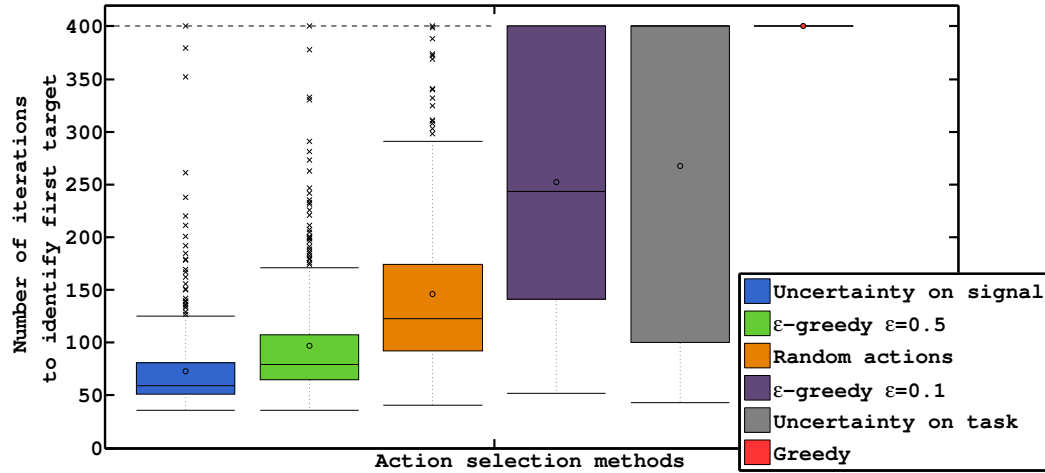 Number of iterations
to identify first target
400
350
300
250
200
150
100
50
0
Action selection methods
Uncertainty on signal
ε-greedy ε=0.5
Random actions
ε-greedy ε=0.1
Uncertainty on task
Greedy